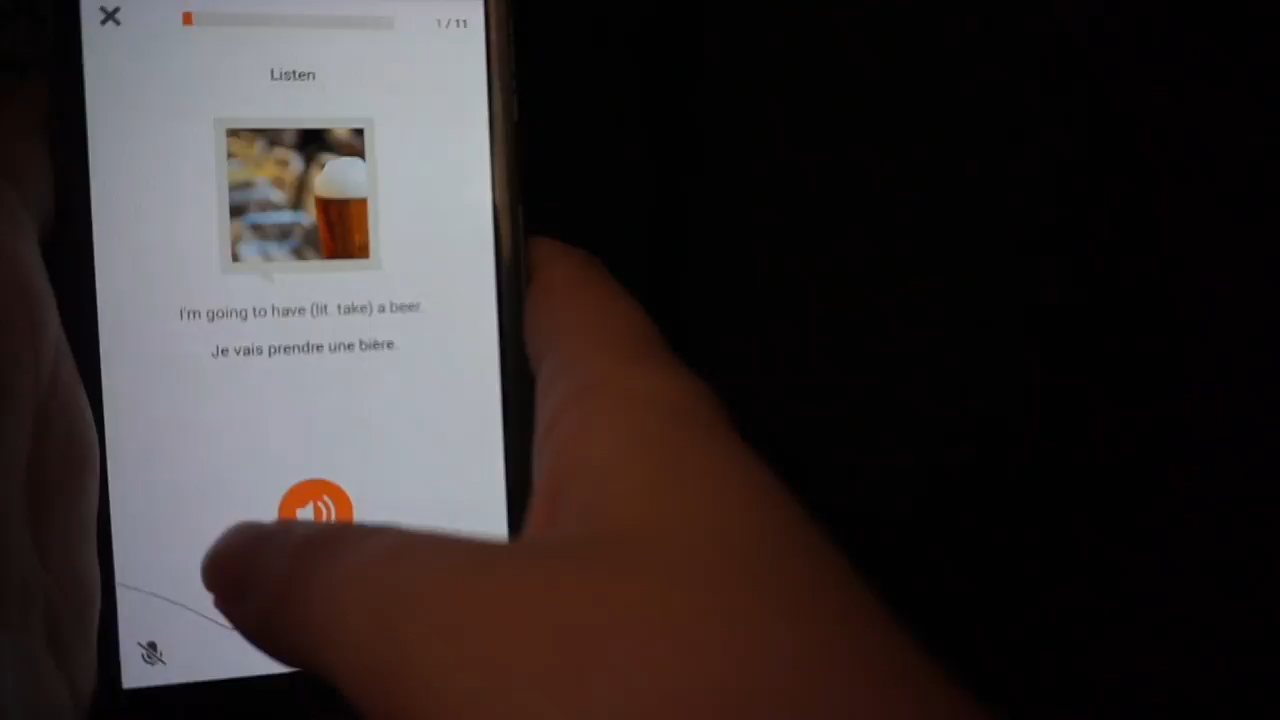 1 / 11
Listen
I'm going to have (lit. take) a beer.
Je vais prendre une bière.